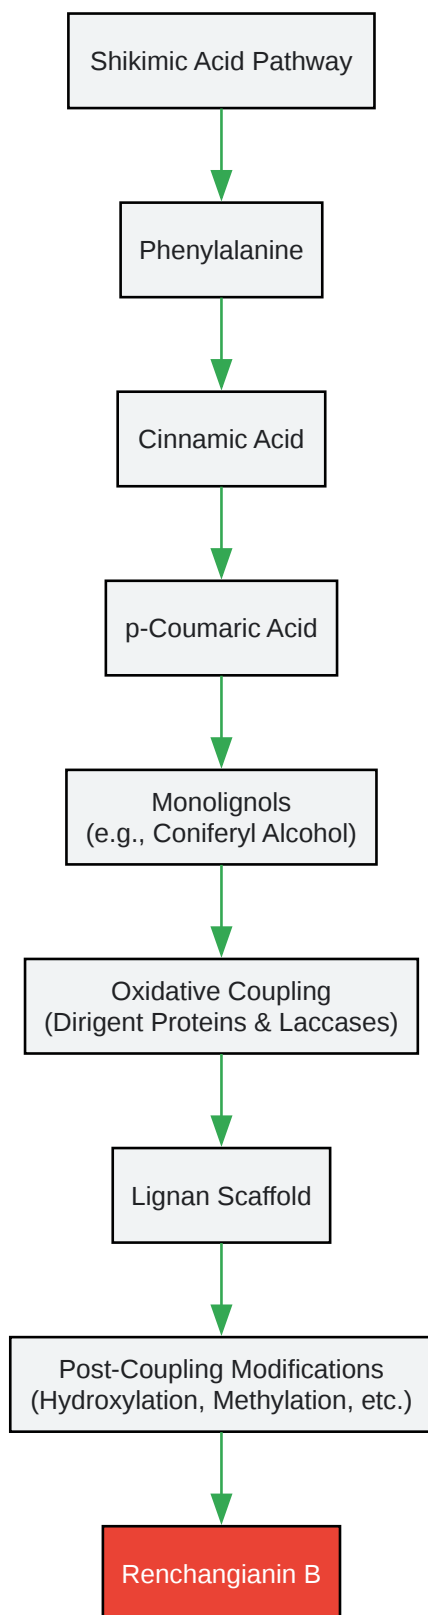 Shikimic Acid Pathway
Phenylalanine
Cinnamic Acid
p-Coumaric Acid
Monolignols
(e.g., Coniferyl Alcohol)
Oxidative Coupling
(Dirigent Proteins & Laccases)
Lignan Scaffold
Post-Coupling Modifications
(Hydroxylation, Methylation, etc.)
Renchangianin B